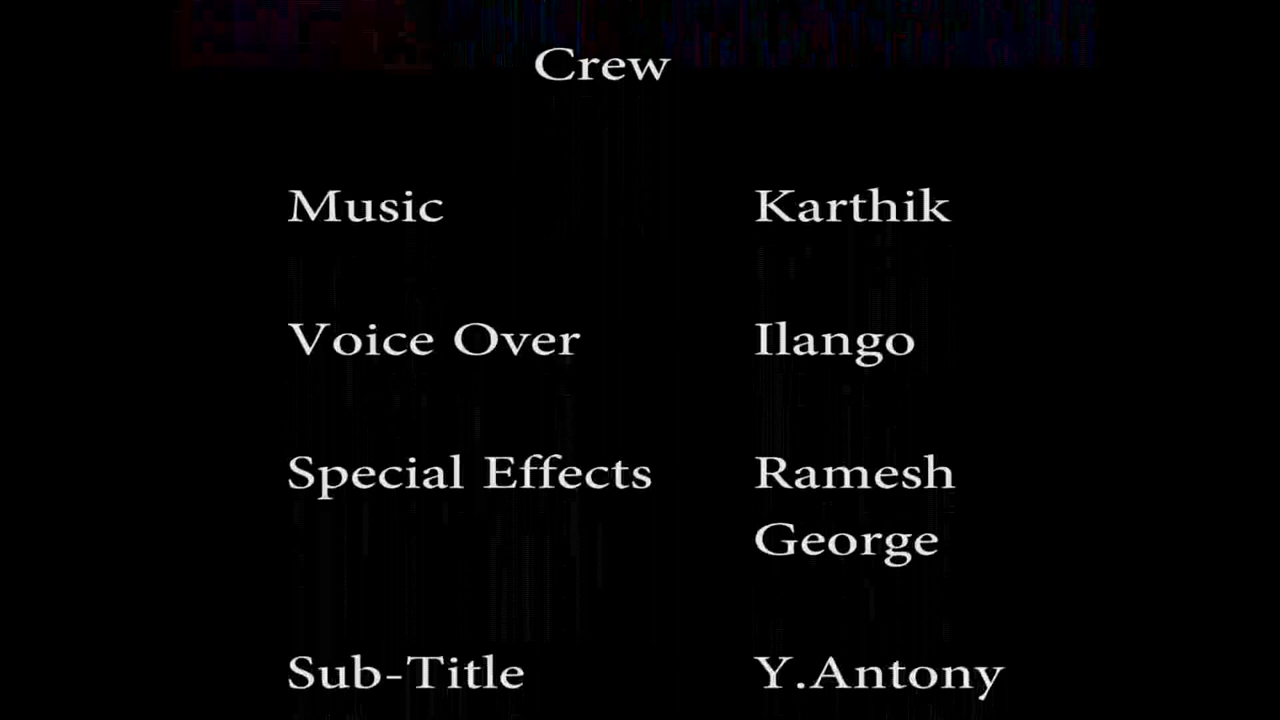 Crew
Music Karthik
Voice Over Ilango
Special Effects Ramesh
George
Sub-Title Y.Antony